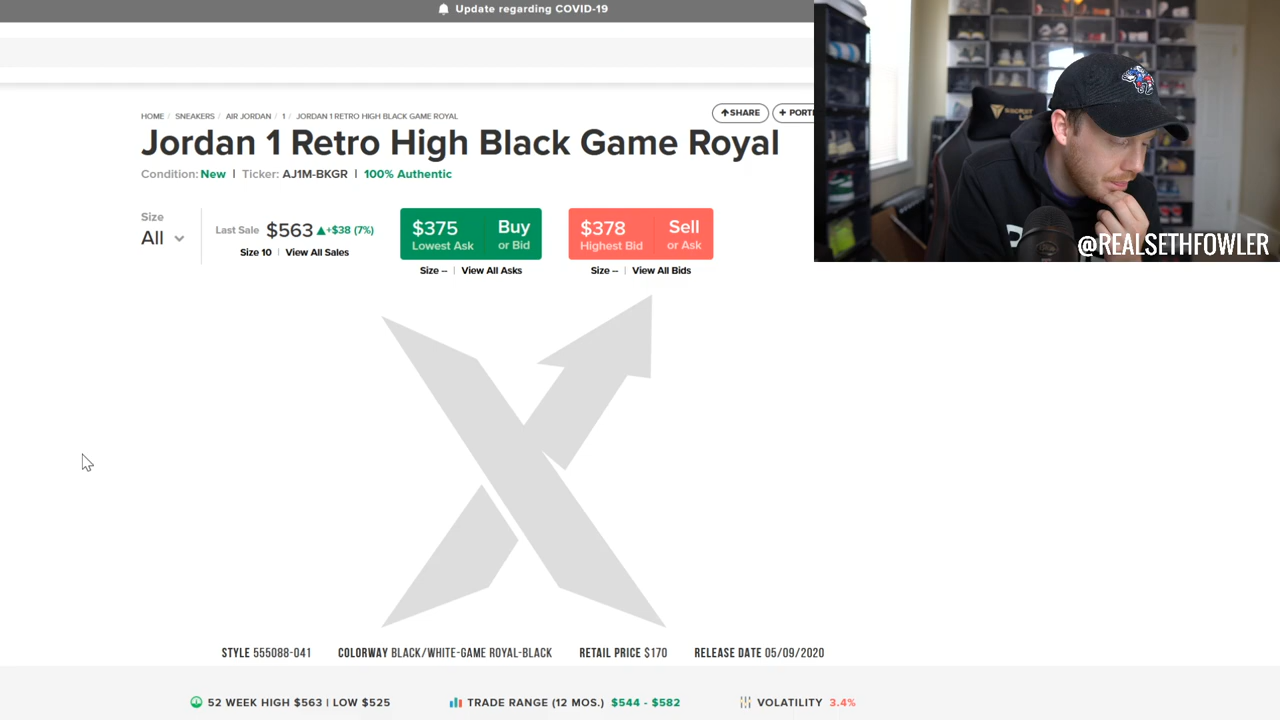 Update regarding COVID-19
HOME / SNEAKERS / AIR JORDAN / 1 / JORDAN 1 RETRO HIGH BLACK GAME ROYAL
SHARE
+ PORT
Jordan 1 Retro High Black Game Royal
Condition: New | Ticker: AJ1M-BKGR | 100% Authentic
Size
All
Last Sale $563 ▲+$38 (7%)
Size 10 | View All Sales
$375 Buy
Lowest Ask or Bid
Size -- | View All Asks
$378 Sell
Highest Bid or Ask
Size -- | View All Bids
@REALSETHFOWLER
STYLE 555088-041 COLORWAY BLACK/WHITE-GAME ROYAL-BLACK RETAIL PRICE $170 RELEASE DATE 05/09/2020
52 WEEK HIGH $563 | LOW $525 TRADE RANGE (12 MOS.) $544 - $582 VOLATILITY 3.4%